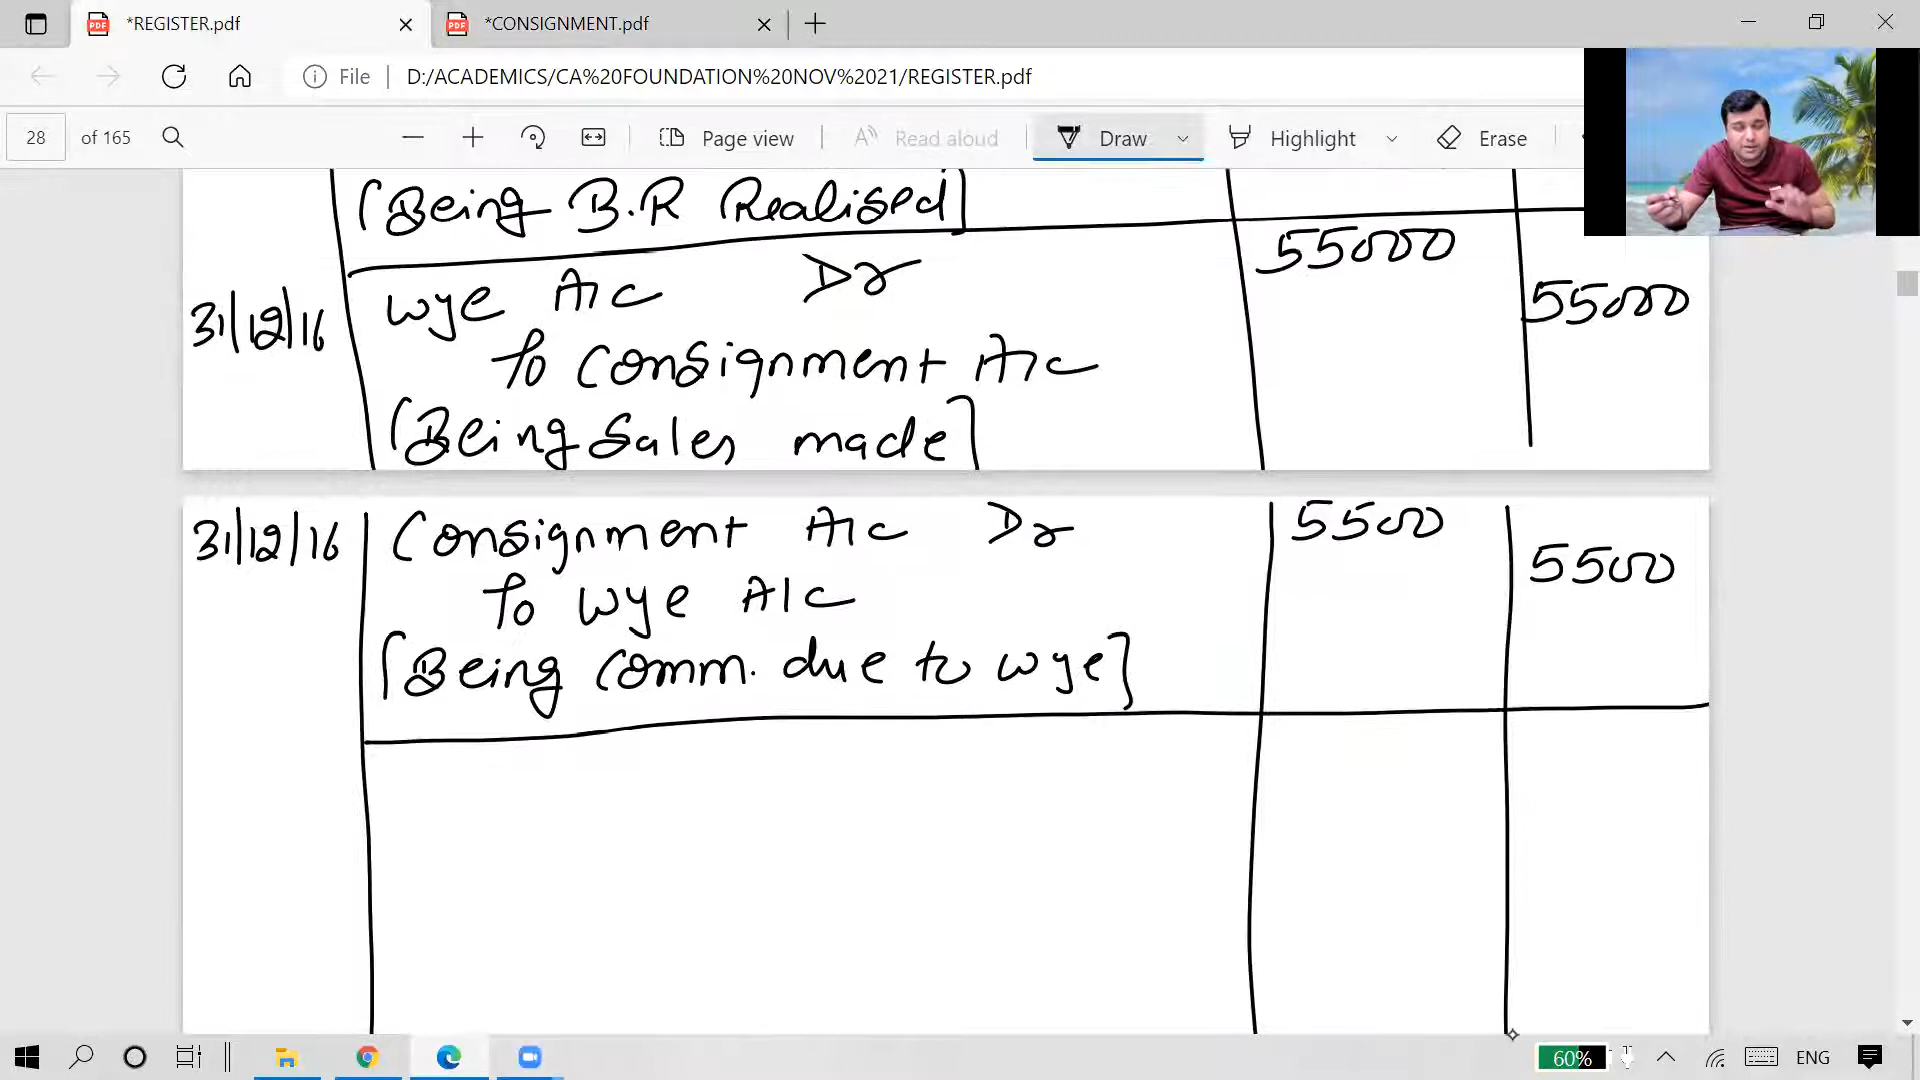 *REGISTER.pdf
*CONSIGNMENT.pdf
File D:/ACADEMICS/CA%20FOUNDATION%20NOV%2021/REGISTER.pdf
28 of 165 Page view Read aloud Draw Highlight Erase
[Being B.R Realised]
31/12/16 Wye A/c Dr 55000
To Consignment A/c 55000
[Being Sales made]
31/12/16 Consignment A/c Dr 5500
To Wye A/c 5500
[Being Comm. due to Wye]
60% ENG